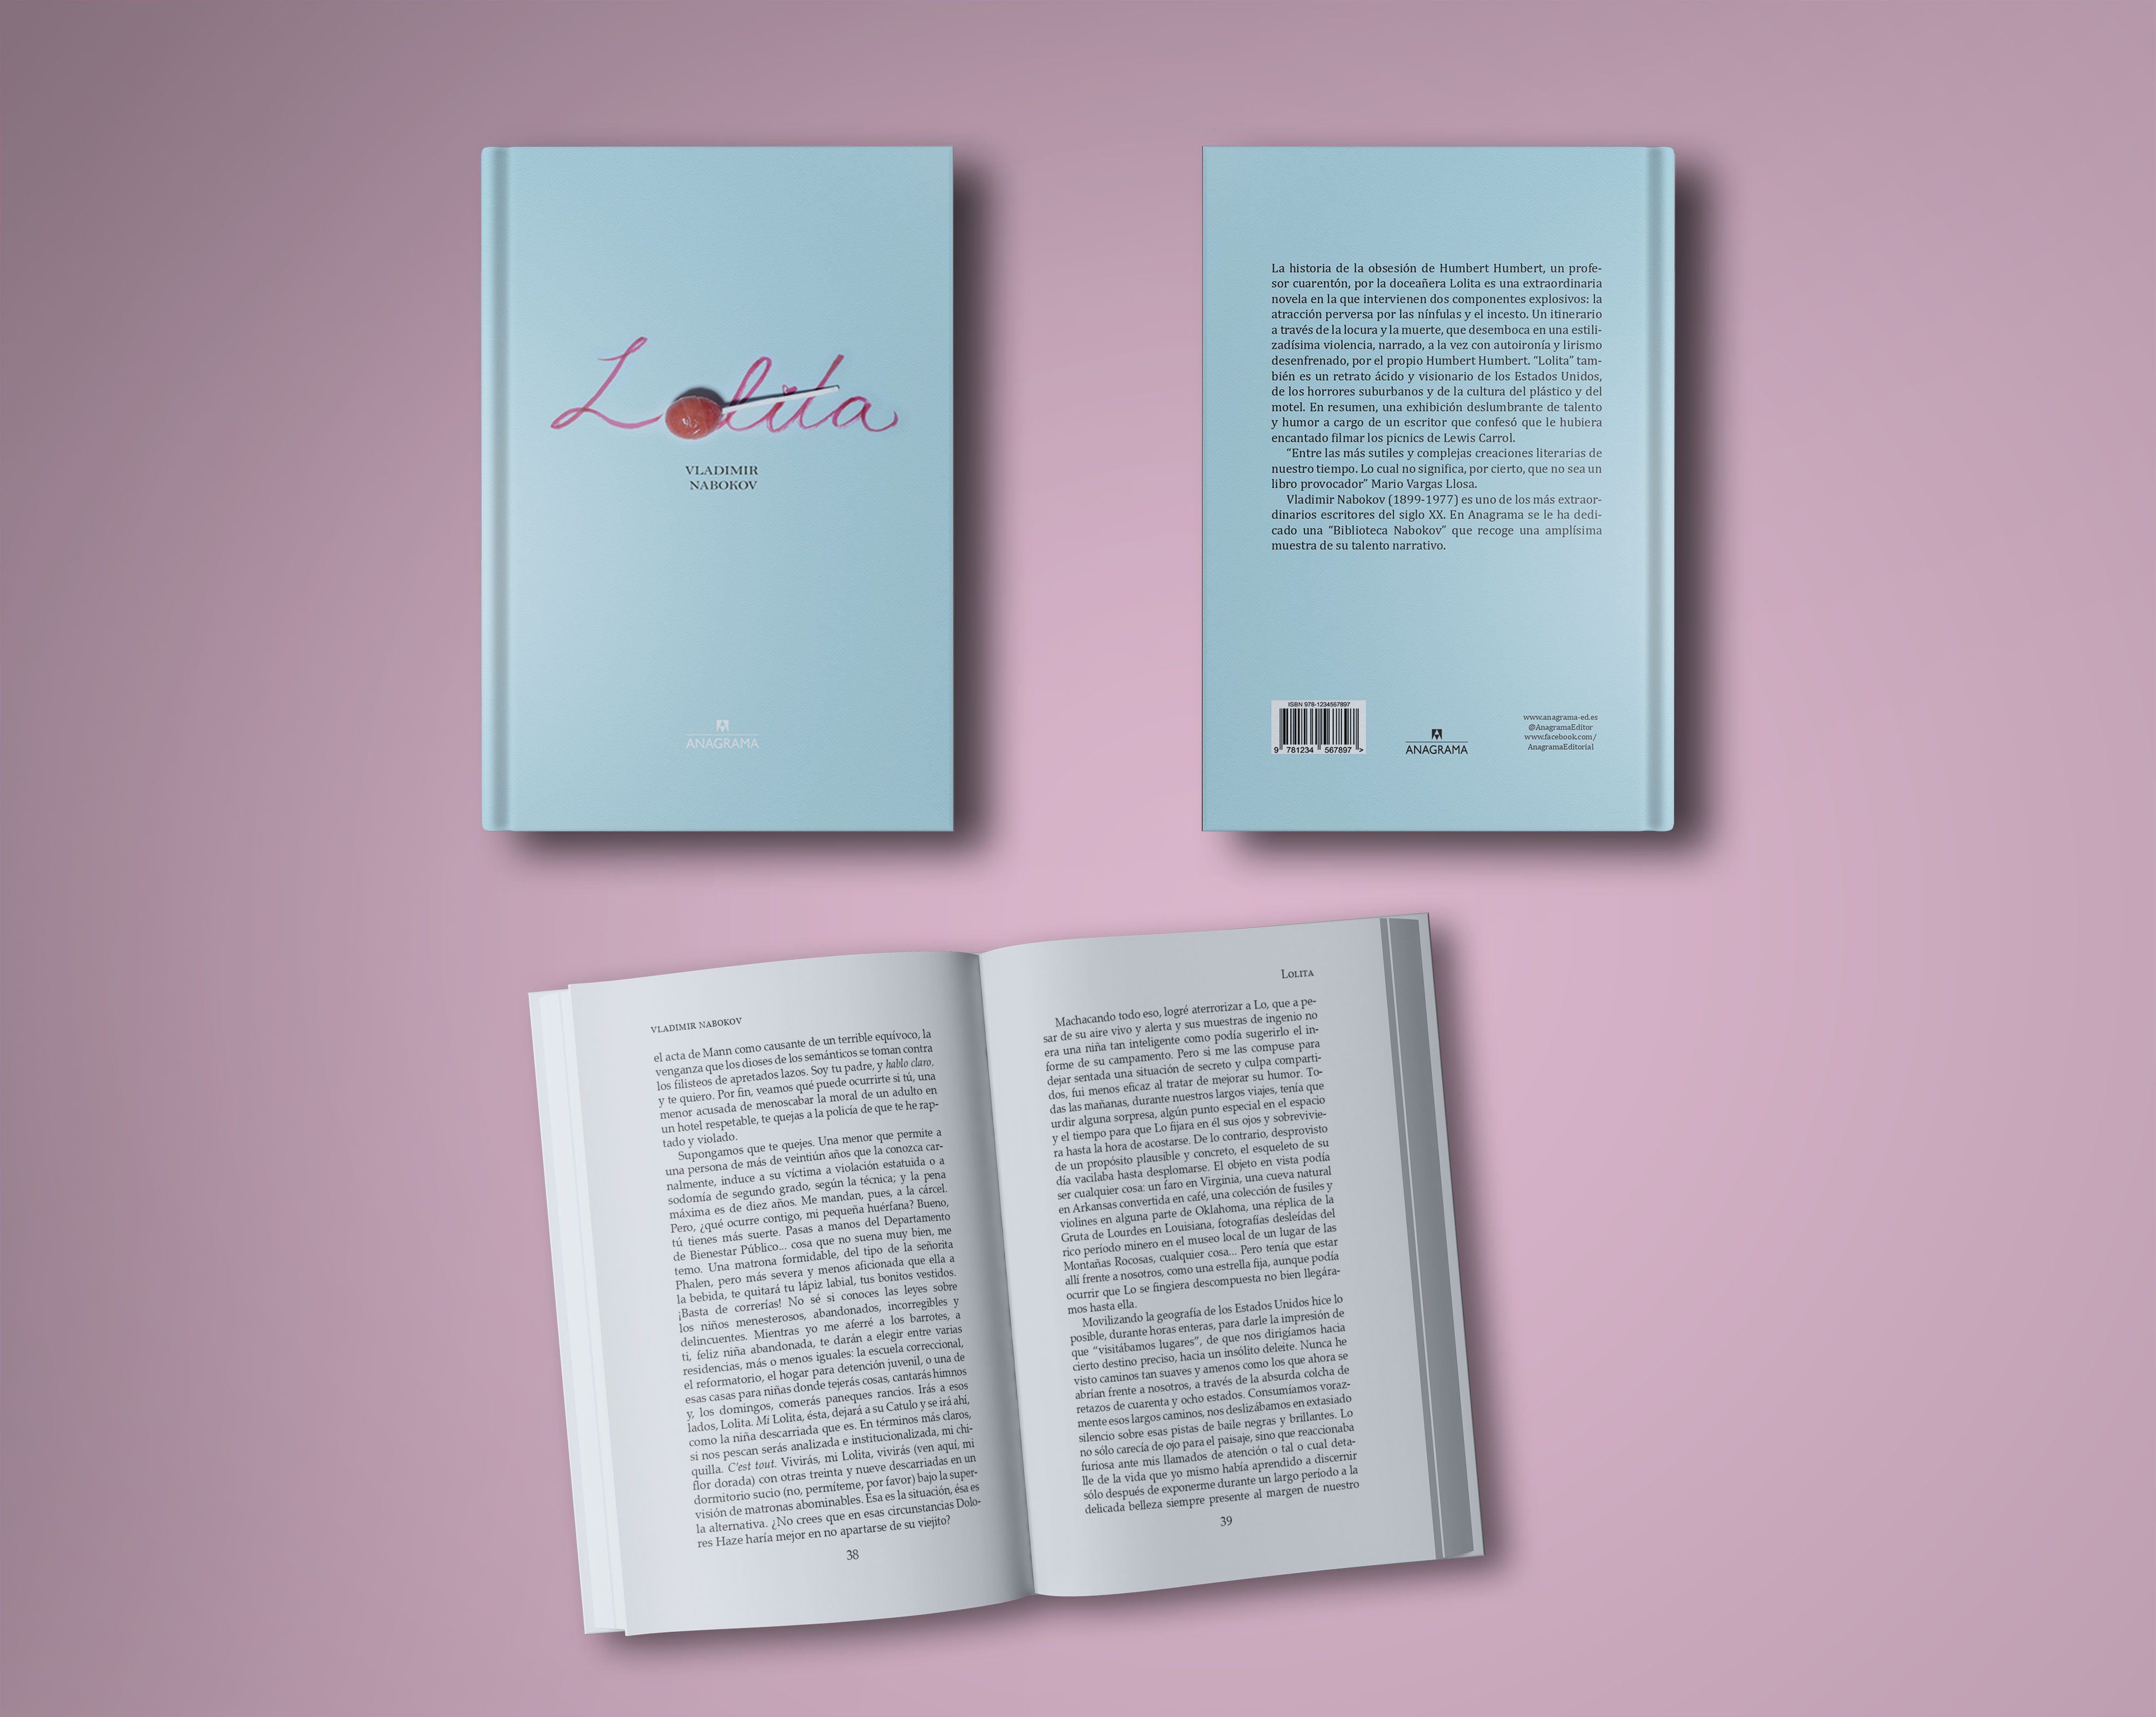 Lolita
VLADIMIR
NABOKOV
ANAGRAMA
La historia de la obsesión de Humbert Humbert, un profe-
sor cuarentón, por la doceañera Lolita es una extraordinaria
novela en la que intervienen dos componentes explosivos: la
atracción perversa por las nínfulas y el incesto. Un itinerario
a través de la locura y la muerte, que desemboca en una estili-
zadísima violencia, narrado, a la vez con autoironía y lirismo
desenfrenado, por el propio Humbert Humbert. “Lolita” tam-
bién es un retrato ácido y visionario de los Estados Unidos,
de los horrores suburbanos y de la cultura del plástico y del
motel. En resumen, una exhibición deslumbrante de talento
y humor a cargo de un escritor que confesó que le hubiera
encantado filmar los picnics de Lewis Carrol.
“Entre las más sutiles y complejas creaciones literarias de
nuestro tiempo. Lo cual no significa, por cierto, que no sea un
libro provocador” Mario Vargas Llosa.
Vladimir Nabokov (1899-1977) es uno de los más extraor-
dinarios escritores del siglo XX. En Anagrama se le ha dedi-
cado una “Biblioteca Nabokov” que recoge una amplísima
muestra de su talento narrativo.
ISBN 978-1234567897
9 781234 567897 >
ANAGRAMA
www.anagrama-ed.es
@AnagramaEditor
www.facebook.com/
AnagramaEditorial
VLADIMIR NABOKOV
el acta de Mann como causante de un terrible equívoco, la
venganza que los dioses de los semánticos se toman contra
los filisteos de apretados lazos. Soy tu padre, y hablo claro,
y te quiero. Por fin, veamos qué puede ocurrirte si tú, una
menor acusada de menoscabar la moral de un adulto en
un hotel respetable, te quejas a la policía de que te he rap-
tado y violado.
Supongamos que te quejes. Una menor que permite a
una persona de más de veintiún años que la conozca car-
nalmente, induce a su víctima a violación estatuida o a
sodomía de segundo grado, según la técnica; y la pena
máxima es de diez años. Me mandan, pues, a la cárcel.
Pero, ¿qué ocurre contigo, mi pequeña huérfana? Bueno,
tú tienes más suerte. Pasas a manos del Departamento
de Bienestar Público... cosa que no suena muy bien, me
temo. Una matrona formidable, del tipo de la señorita
Phalen, pero más severa y menos aficionada que ella a
la bebida, te quitará tu lápiz labial, tus bonitos vestidos.
¡Basta de correrías! No sé si conoces las leyes sobre
los niños menesterosos, abandonados, incorregibles y
delincuentes. Mientras yo me aferré a los barrotes, a
ti, feliz niña abandonada, te darán a elegir entre varias
residencias, más o menos iguales: la escuela correccional,
el reformatorio, el hogar para detención juvenil, o una de
esas casas para niñas donde tejerás cosas, cantarás himnos
y, los domingos, comerás paneques rancios. Irás a esos
lados, Lolita. Mi Lolita, ésta, dejará a su Catulo y se irá ahí,
como la niña descarriada que es. En términos más claros,
si nos pescan serás analizada e institucionalizada, mi chi-
quilla. C'est tout. Vivirás, mi Lolita, vivirás (ven aquí, mi
flor dorada) con otras treinta y nueve descarriadas en un
dormitorio sucio (no, permíteme, por favor) bajo la super-
visión de matronas abominables. Ésa es la situación, ésa es
la alternativa. ¿No crees que en esas circunstancias Dolo-
res Haze haría mejor en no apartarse de su viejito?
38
LOLITA
Machacando todo eso, logré aterrorizar a Lo, que a pe-
sar de su aire vivo y alerta y sus muestras de ingenio no
era una niña tan inteligente como podía sugerirlo el in-
forme de su campamento. Pero si me las compuse para
dejar sentada una situación de secreto y culpa comparti-
dos, fui menos eficaz al tratar de mejorar su humor. To-
das las mañanas, durante nuestros largos viajes, tenía que
urdir alguna sorpresa, algún punto especial en el espacio
y el tiempo para que Lo fijara en él sus ojos y sobrevivie-
ra hasta la hora de acostarse. De lo contrario, desprovisto
de un propósito plausible y concreto, el esqueleto de su
día vacilaba hasta desplomarse. El objeto en vista podía
ser cualquier cosa: un faro en Virginia, una cueva natural
en Arkansas convertida en café, una colección de fusiles y
violines en alguna parte de Oklahoma, una réplica de la
Gruta de Lourdes en Louisiana, fotografías desleídas del
rico período minero en el museo local de un lugar de las
Montañas Rocosas, cualquier cosa... Pero tenía que estar
allí frente a nosotros, como una estrella fija, aunque podía
ocurrir que Lo se fingiera descompuesta no bien llegára-
mos hasta ella.
Movilizando la geografía de los Estados Unidos hice lo
posible, durante horas enteras, para darle la impresión de
que “visitábamos lugares”, de que nos dirigíamos hacia
cierto destino preciso, hacia un insólito deleite. Nunca he
visto caminos tan suaves y amenos como los que ahora se
abrían frente a nosotros, a través de la absurda colcha de
retazos de cuarenta y ocho estados. Consumíamos voraz-
mente esos largos caminos, nos deslizábamos en extasiado
silencio sobre esas pistas de baile negras y brillantes. Lo
no sólo carecía de ojo para el paisaje, sino que reaccionaba
furiosa ante mis llamados de atención o tal o cual deta-
lle de la vida que yo mismo había aprendido a discernir
sólo después de exponerme durante un largo período a la
delicada belleza siempre presente al margen de nuestro
39